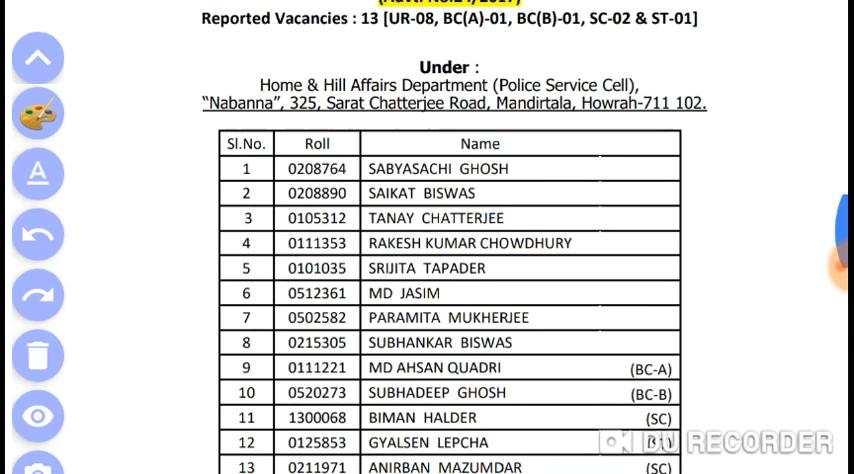 Reported Vacancies : 13 [UR-08, BC(A)-01, BC(B)-01, SC-02 & ST-01]
Under :
Home & Hill Affairs Department (Police Service Cell),
“Nabanna”, 325, Sarat Chatterjee Road, Mandirtala, Howrah-711 102.
Sl.No. Roll Name
1 0208764 SABYASACHI GHOSH
2 0208890 SAIKAT BISWAS
3 0105312 TANAY CHATTERJEE
4 0111353 RAKESH KUMAR CHOWDHURY
5 0101035 SRIJITA TAPADER
6 0512361 MD JASIM
7 0502582 PARAMITA MUKHERJEE
8 0215305 SUBHANKAR BISWAS
9 0111221 MD AHSAN QUADRI (BC-A)
10 0520273 SUBHADEEP GHOSH (BC-B)
11 1300068 BIMAN HALDER (SC)
12 0125853 GYALSEN LEPCHA
DU RECORDER
13 0211971 ANIRBAN MAZUMDAR (SC)
A